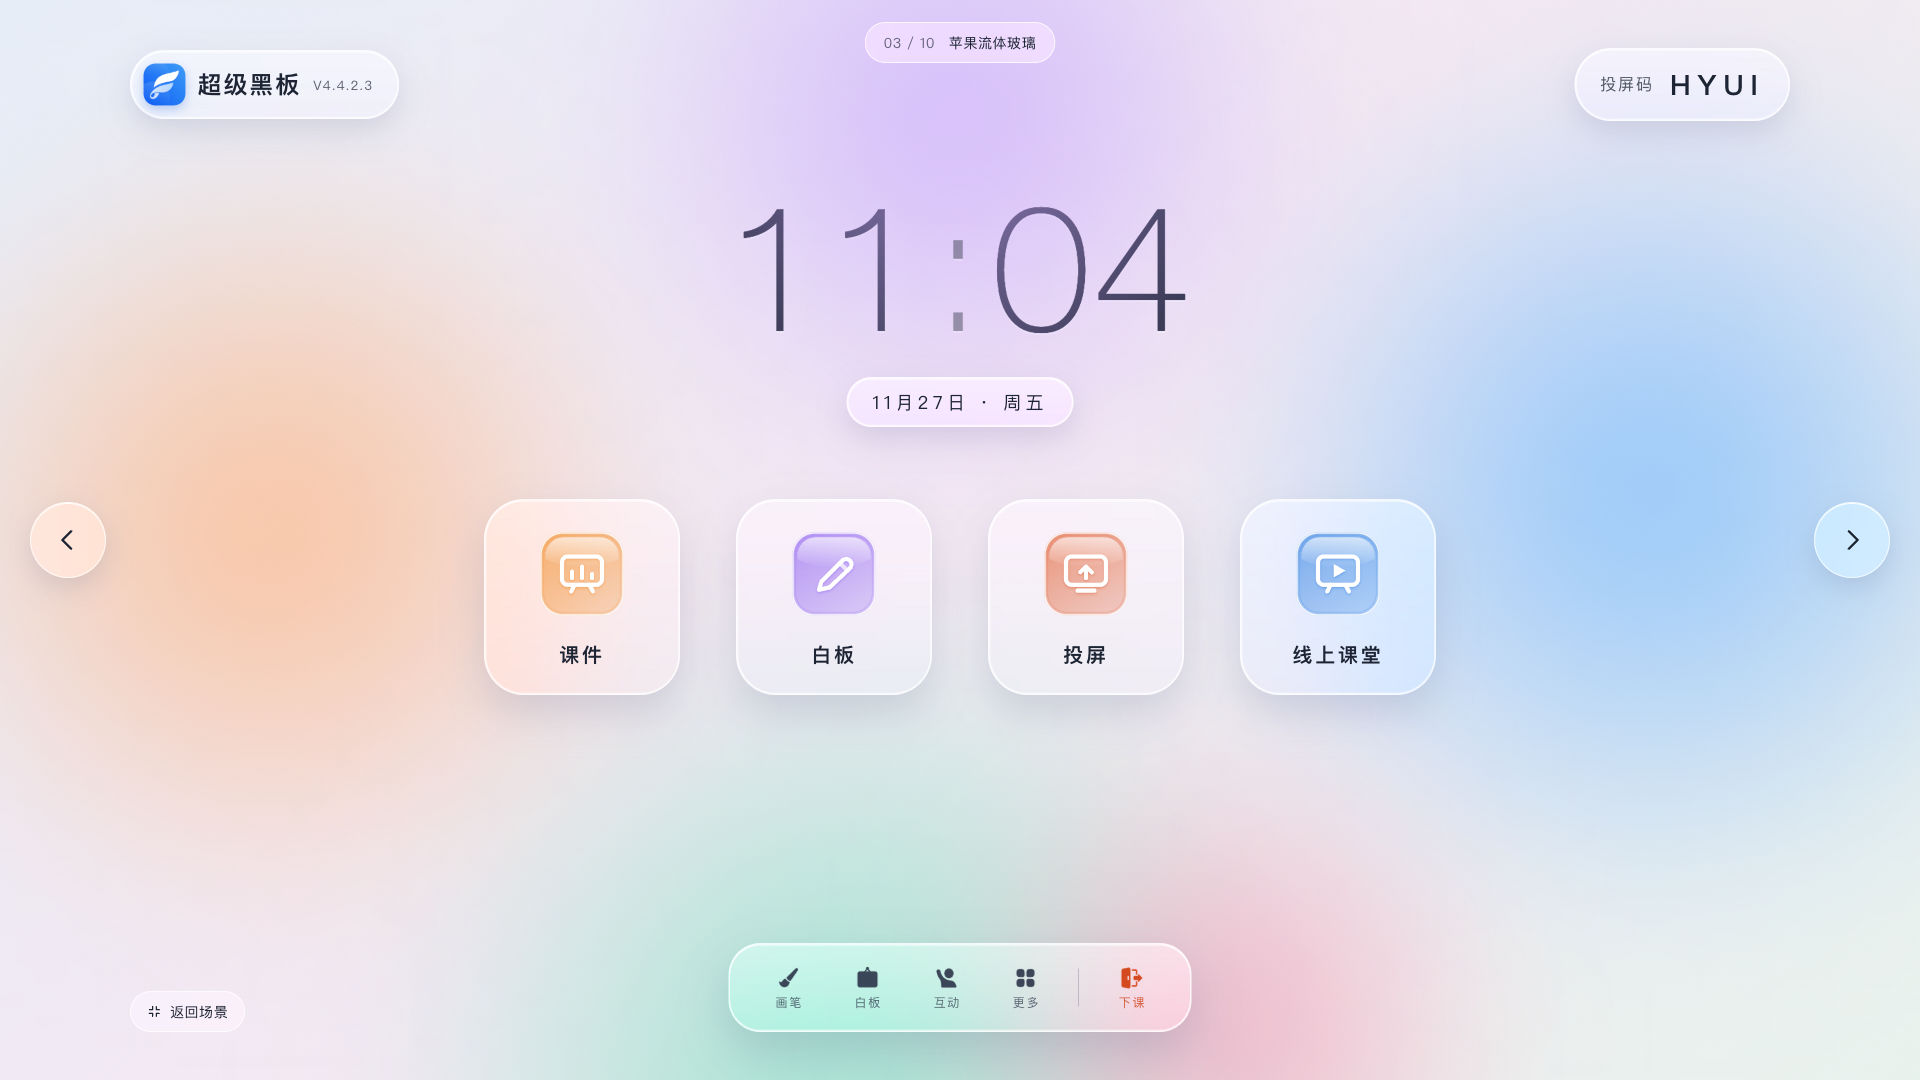 03 / 10 苹果流体玻璃
超级黑板 V4.4.2.3
投屏码 HYUI
11:04
11月27日 · 周五
课件
白板
投屏
线上课堂
画笔
白板
互动
更多
下课
返回场景